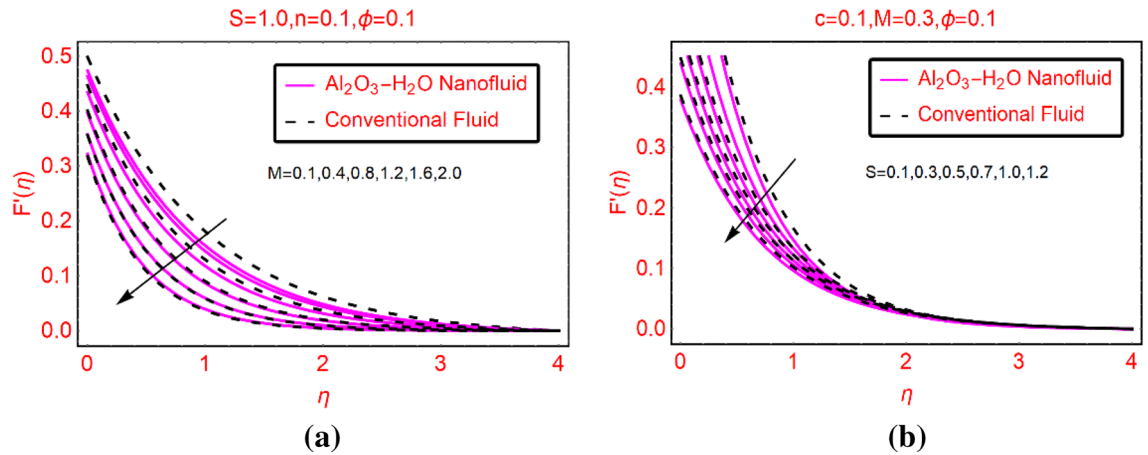 S=1.0,n=0.1,ϕ=0.1
0.5
0.4
0.3
0.2
0.1
0.0
F'(η)
Al₂O₃−H₂O Nanofluid
Conventional Fluid
M=0.1,0.4,0.8,1.2,1.6,2.0
0 1 2 3 4
η
(a)
c=0.1,M=0.3,ϕ=0.1
0.4
0.3
0.2
0.1
0.0
F'(η)
Al₂O₃−H₂O Nanofluid
Conventional Fluid
S=0.1,0.3,0.5,0.7,1.0,1.2
0 1 2 3 4
η
(b)